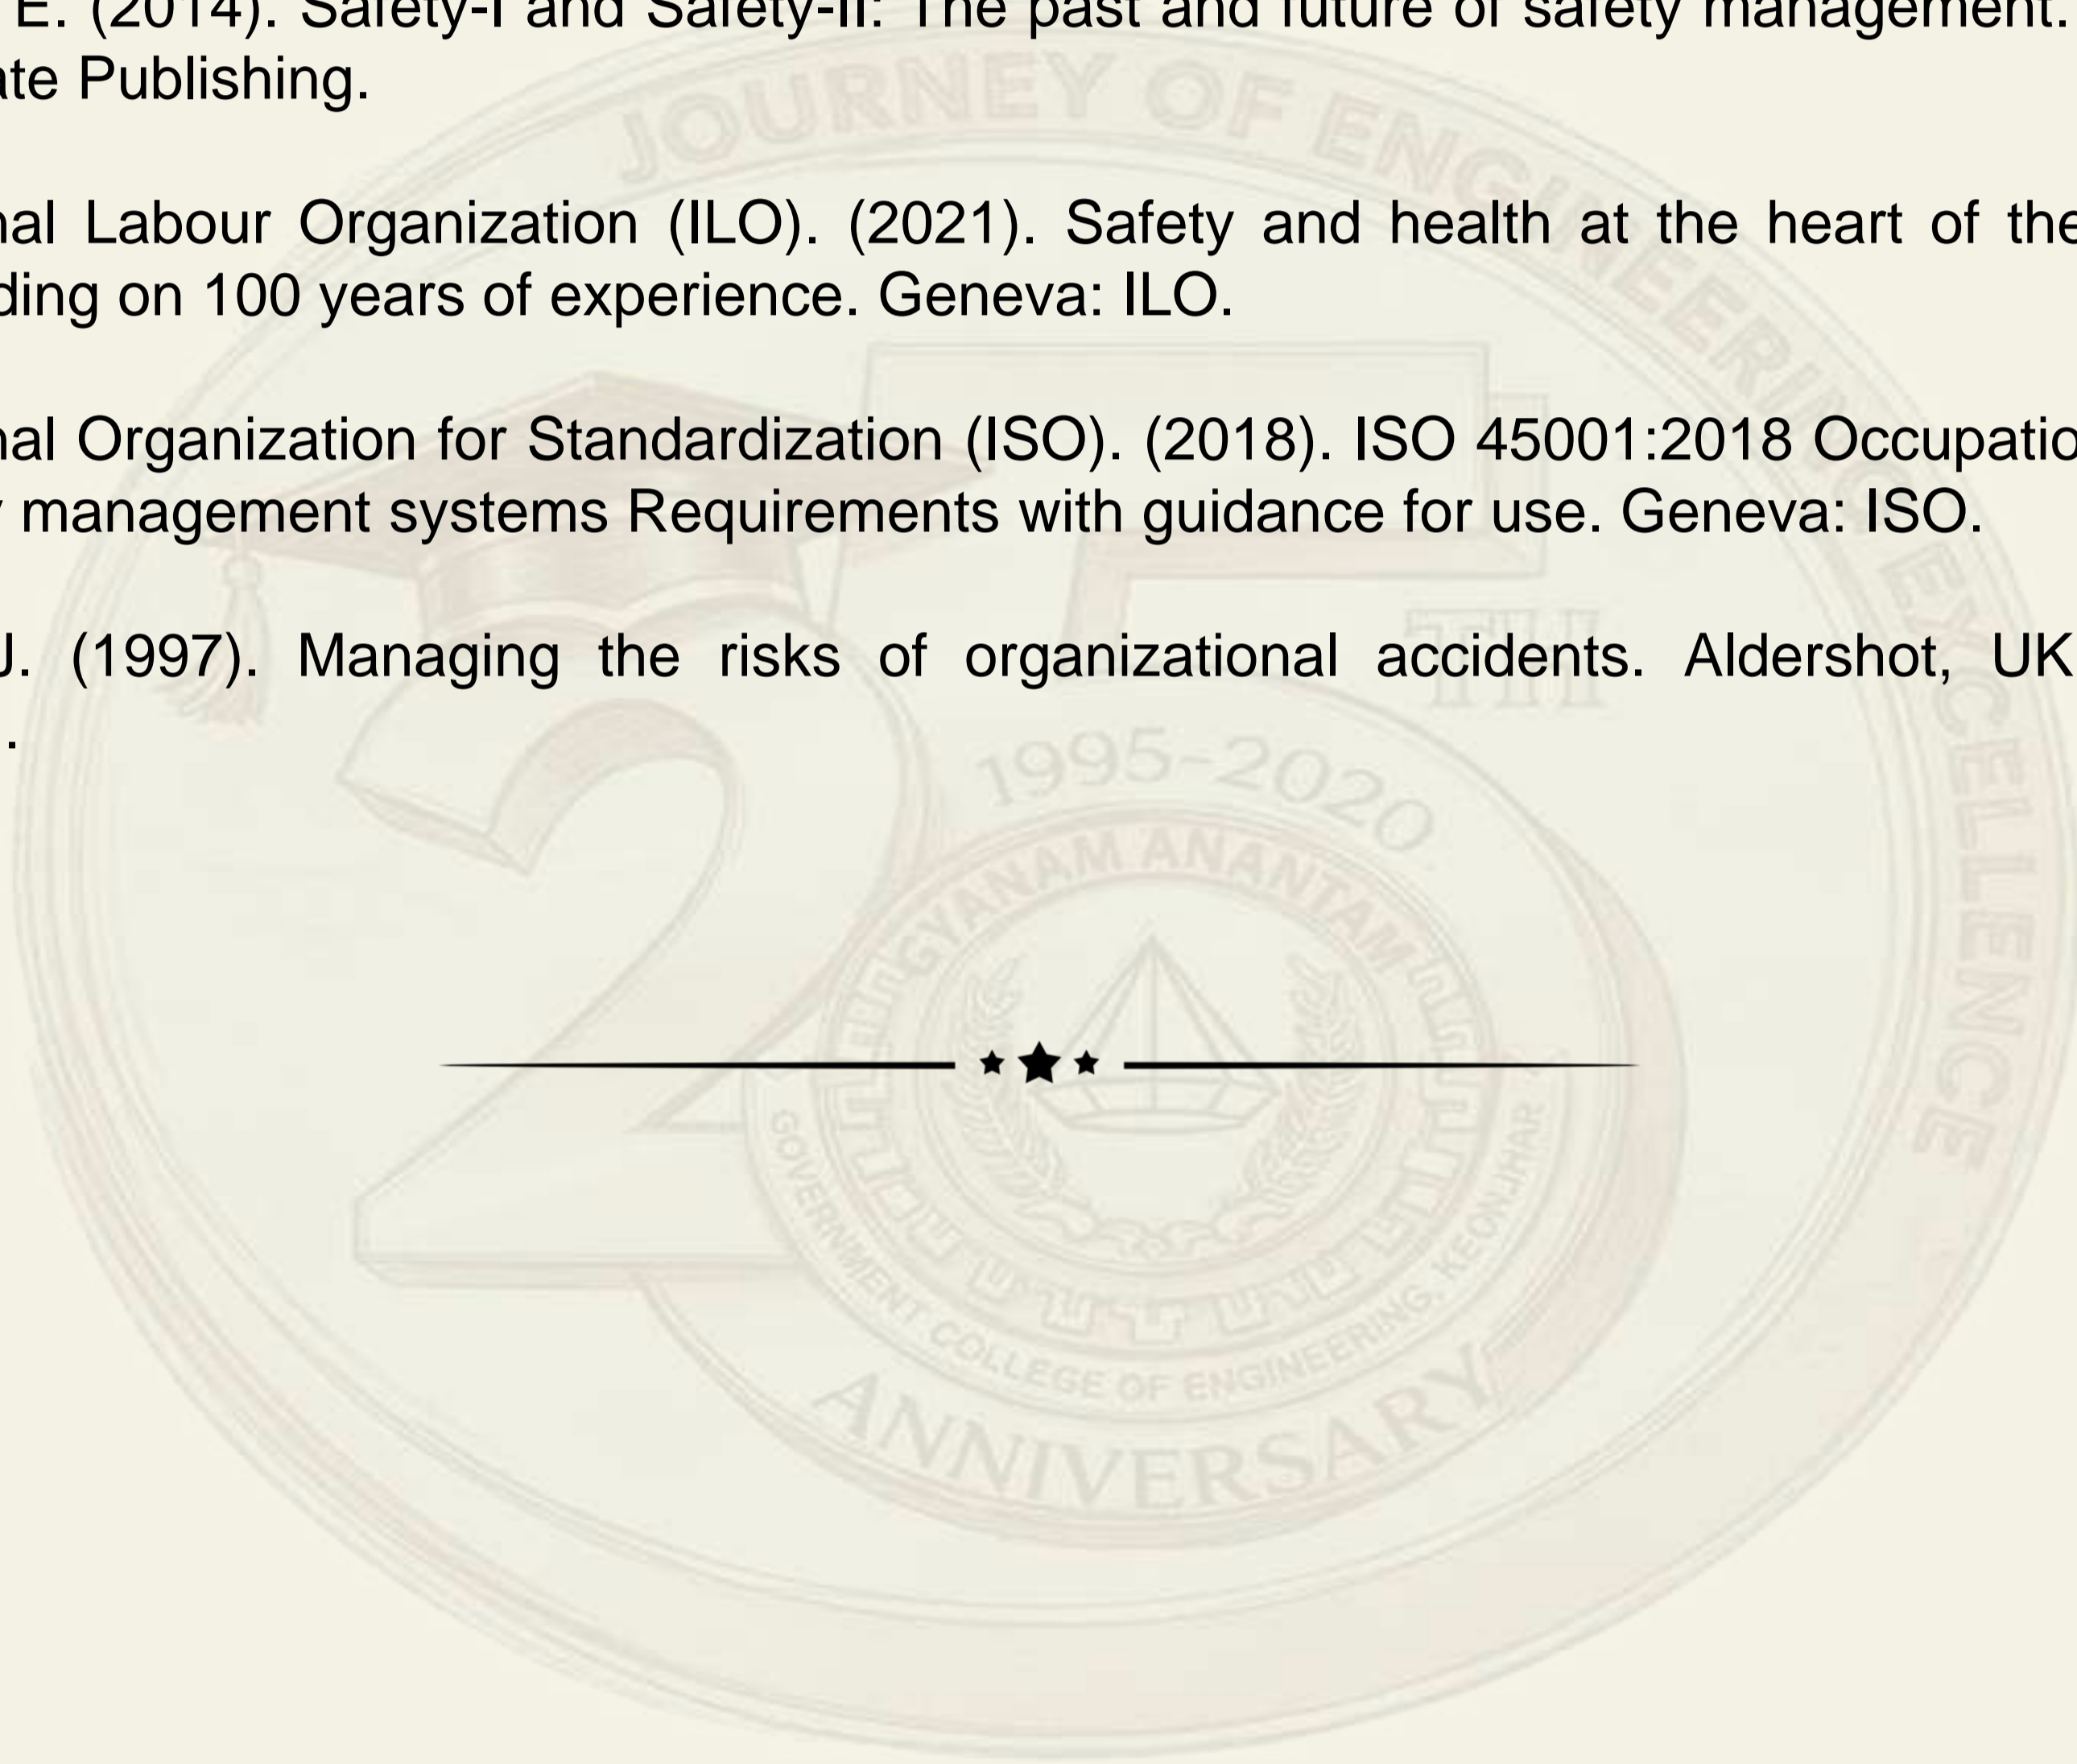 E. (2014). Safety-I and Safety-II: The past and future of safety management.
ate Publishing.
nal Labour Organization (ILO). (2021). Safety and health at the heart of the
ding on 100 years of experience. Geneva: ILO.
nal Organization for Standardization (ISO). (2018). ISO 45001:2018 Occupatio
y management systems Requirements with guidance for use. Geneva: ISO.
J. (1997). Managing the risks of organizational accidents. Aldershot, UK
.
JOURNEY OF ENGINEERING EXCELLENCE
25TH
1995-2020
GYANAM ANANTAM
GOVERNMENT COLLEGE OF ENGINEERING, KEONJHAR
ANNIVERSARY